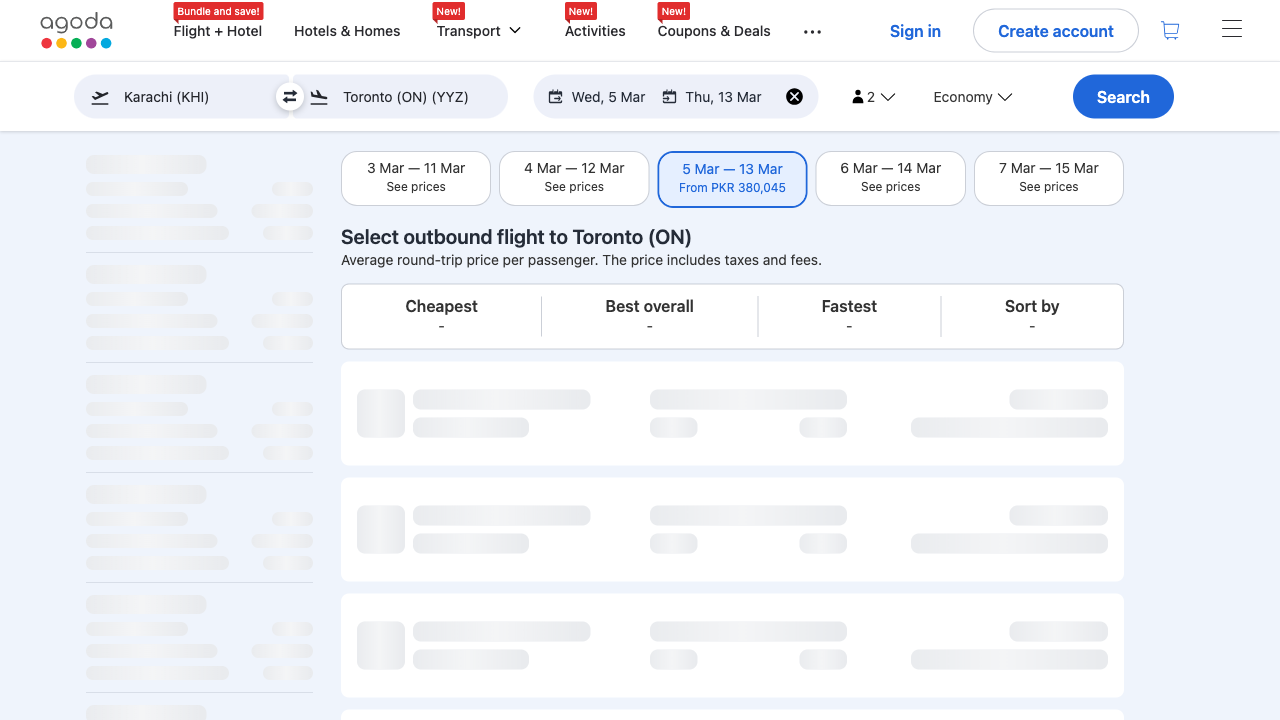 agoda
Bundle and save!
Flight + Hotel
Hotels & Homes
New!
Transport
New!
Activities
New!
Coupons & Deals
Sign in
Create account
Karachi (KHI)
Toronto (ON) (YYZ)
Wed, 5 Mar
Thu, 13 Mar
2
Economy
Search
3 Mar — 11 Mar
See prices
4 Mar — 12 Mar
See prices
5 Mar — 13 Mar
From PKR 380,045
6 Mar — 14 Mar
See prices
7 Mar — 15 Mar
See prices
Select outbound flight to Toronto (ON)
Average round-trip price per passenger. The price includes taxes and fees.
Cheapest
-
Best overall
-
Fastest
-
Sort by
-